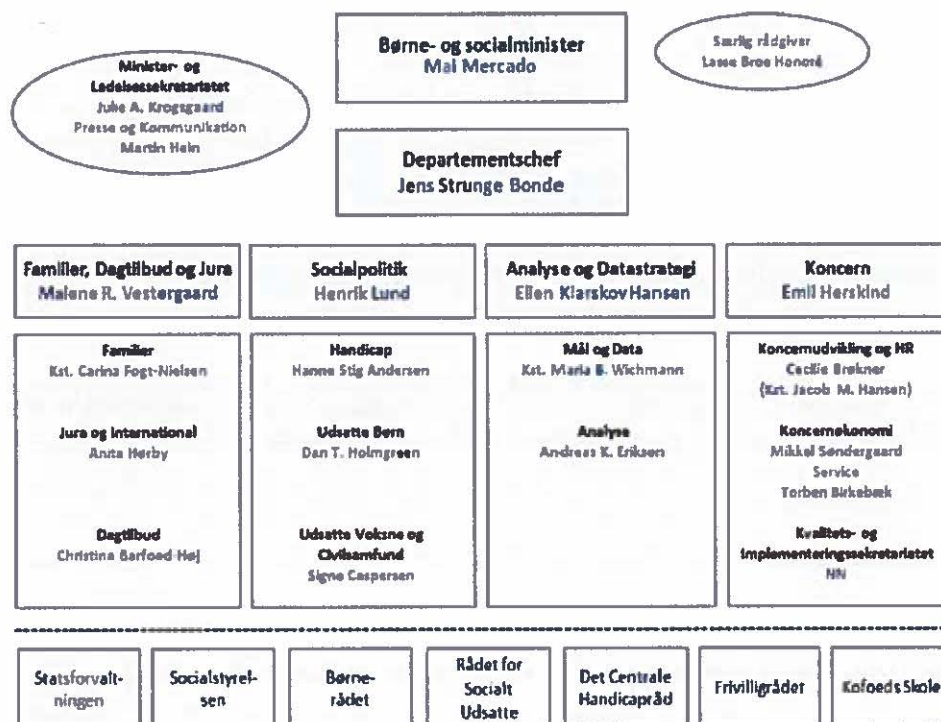 Børne- og socialminister
Mai Mercado
Særlig rådgiver
Lasse Broe Honoré
Minister- og
Ledelsessekretariatet
Julie A. Krogsgaard
Presse og Kommunikation
Martin Hein
Departementschef
Jens Strunge Bonde
Familier, Dagtilbud og Jura
Malene R. Vestergaard
Socialpolitik
Henrik Lund
Analyse og Datastrategi
Ellen Klarskov Hansen
Koncern
Emil Herskind
Familier
Kst. Carina Fogt-Nielsen
Jura og International
Anita Hørby
Dagtilbud
Christina Barfoed-Høj
Handicap
Hanne Stig Andersen
Udsatte Børn
Dan T. Holmgreen
Udsatte Voksne og
Civilsamfund
Signe Caspersen
Mål og Data
Kst. Maria B. Wichmann
Analyse
Andreas K. Eriksen
Koncernudvikling og HR
Cecilie Brøkner
(Kst. Jacob M. Hansen)
Koncernøkonomi
Mikkel Søndergaard
Service
Torben Birkebæk
Kvalitets- og
Implementeringssekretariatet
NN
Statsforvalt-
ningen
Socialstyrel-
sen
Børne-
rådet
Rådet for
Socialt
Udsatte
Det Centrale
Handicapråd
Frivilligrådet
Kofoeds Skole